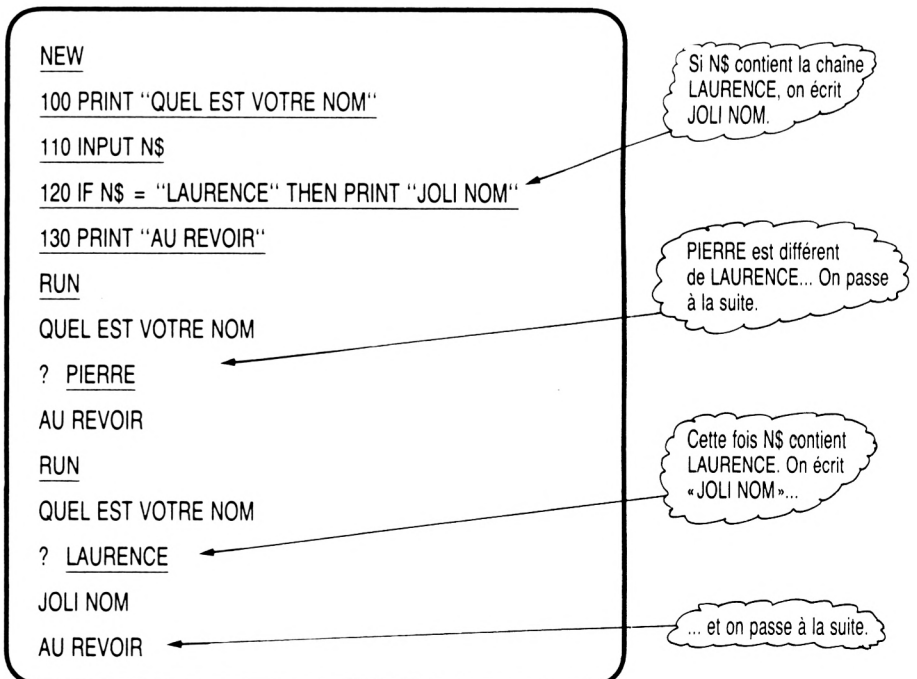 NEW
100 PRINT “QUEL EST VOTRE NOM“
110 INPUT N$
120 IF N$ = “LAURENCE“ THEN PRINT “JOLI NOM“
130 PRINT “AU REVOIR“
RUN
QUEL EST VOTRE NOM
? PIERRE
AU REVOIR
RUN
QUEL EST VOTRE NOM
? LAURENCE
JOLI NOM
AU REVOIR
Si N$ contient la chaîne
LAURENCE, on écrit
JOLI NOM.
PIERRE est différent
de LAURENCE... On passe
à la suite.
Cette fois N$ contient
LAURENCE. On écrit
«JOLI NOM»...
... et on passe à la suite.